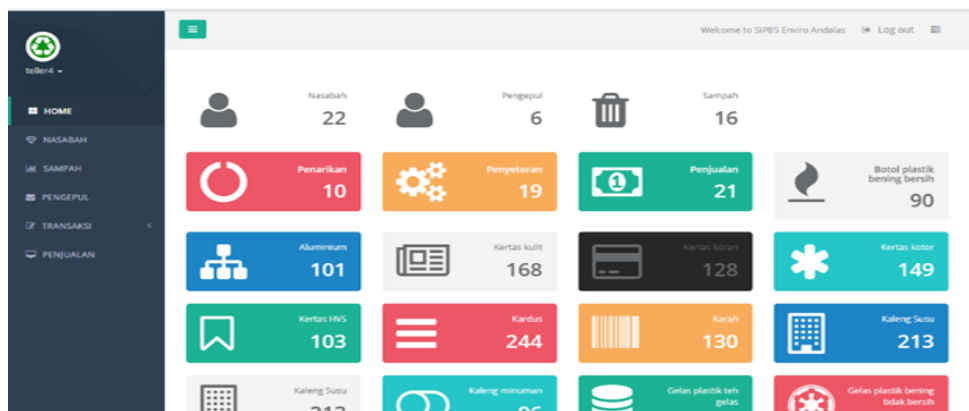 Welcome to SIPBS Enviro Andalas Log out
teller4
HOME
NASABAH
SAMPAH
PENGEPUL
TRANSAKSI
PENJUALAN
Nasabah
22
Pengepul
6
Sampah
16
Penarikan
10
Penyetoran
19
1
Penjualan
21
Botol plastik
bening bersih
90
Aluminium
101
Kertas kulit
168
Kertas koran
128
Kertas kotor
149
Kertas HVS
103
Kardus
244
Karah
130
Kaleng Susu
213
Kaleng Susu
213
Kaleng minuman
96
Gelas plastik teh
gelas
Gelas plastik bening
tidak bersih